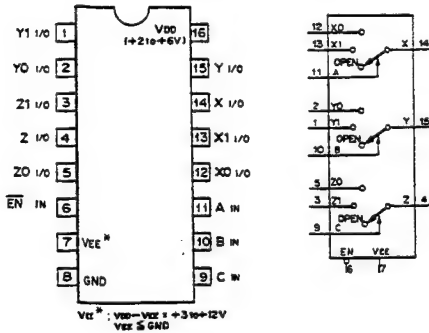 Y1 I/O 1
Y0 I/O 2
Z1 I/O 3
Z I/O 4
Z0 I/O 5
EN IN 6
7 VEE*
8 GND
VDD 16
(+2 to +6V)
15 Y I/O
14 X I/O
13 X1 I/O
12 X0 I/O
11 A IN
10 B IN
9 C IN
VEE* : VDD-VEE = +3 to +12V
VEE ≦ GND
12 X0
13 X1 X 14
OPEN
11 A
2 Y0
1 Y1 Y 15
OPEN
10 B
5 Z0
3 Z1 Z 4
OPEN
9 C
EN VEE
16 7